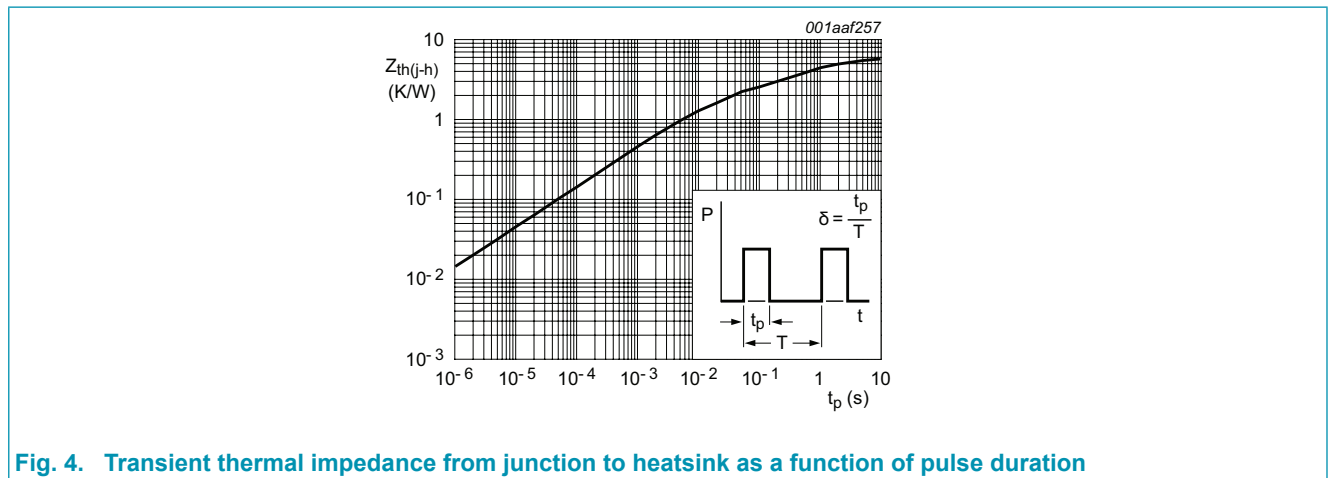 001aaf257
10
Zth(j-h)
(K/W)
1
10-1
10-2
10-3
P
δ = tp
T
tp
t
T
10-6 10-5 10-4 10-3 10-2 10-1 1 10
tp (s)
Fig. 4. Transient thermal impedance from junction to heatsink as a function of pulse duration